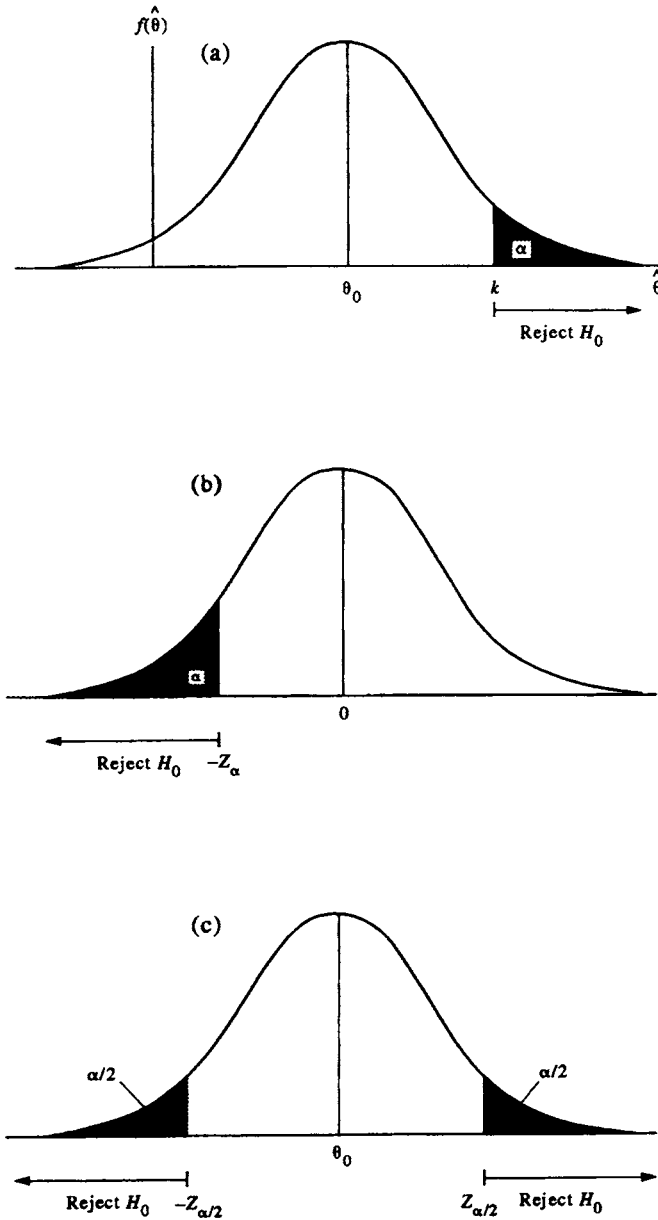 f(θ̂)
(a)
α
θ₀ k θ̂
Reject H₀
(b)
α
0
Reject H₀ −Z_α
(c)
α/2 α/2
θ₀
Reject H₀ −Z_α/2 Z_α/2 Reject H₀